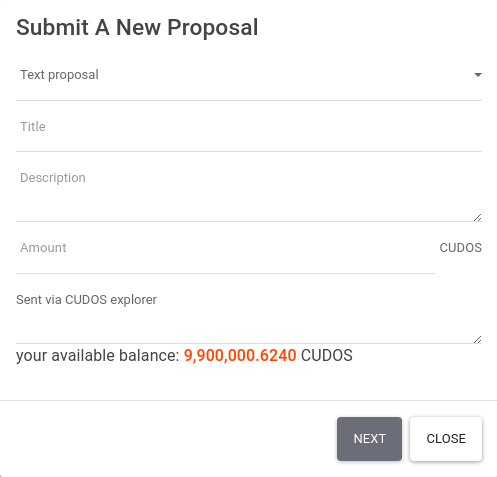 Submit A New Proposal
Text proposal
Title
Description
Amount CUDOS
Sent via CUDOS explorer
your available balance: 9,900,000.6240 CUDOS
NEXT CLOSE